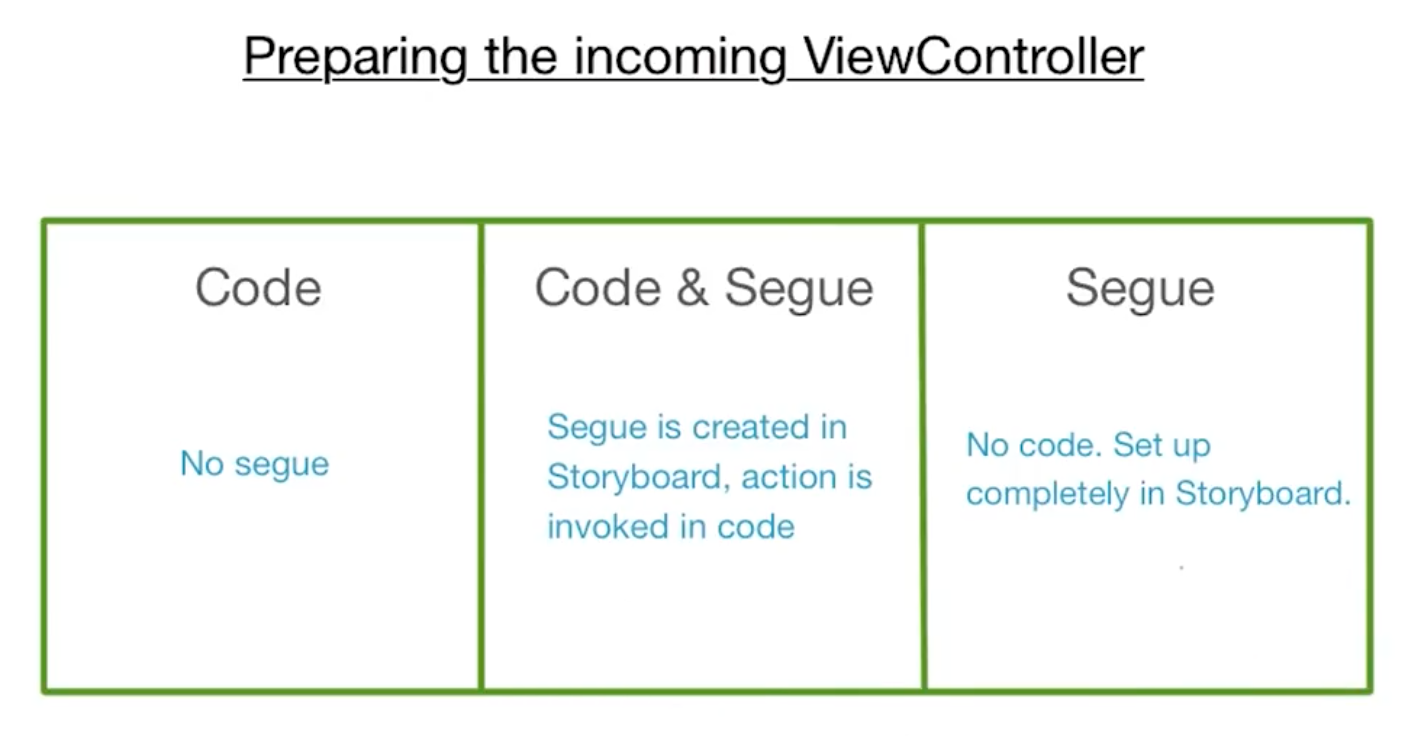 Preparing the incoming ViewController
Code
No segue
Code & Segue
Segue is created in
Storyboard, action is
invoked in code
Segue
No code. Set up
completely in Storyboard.